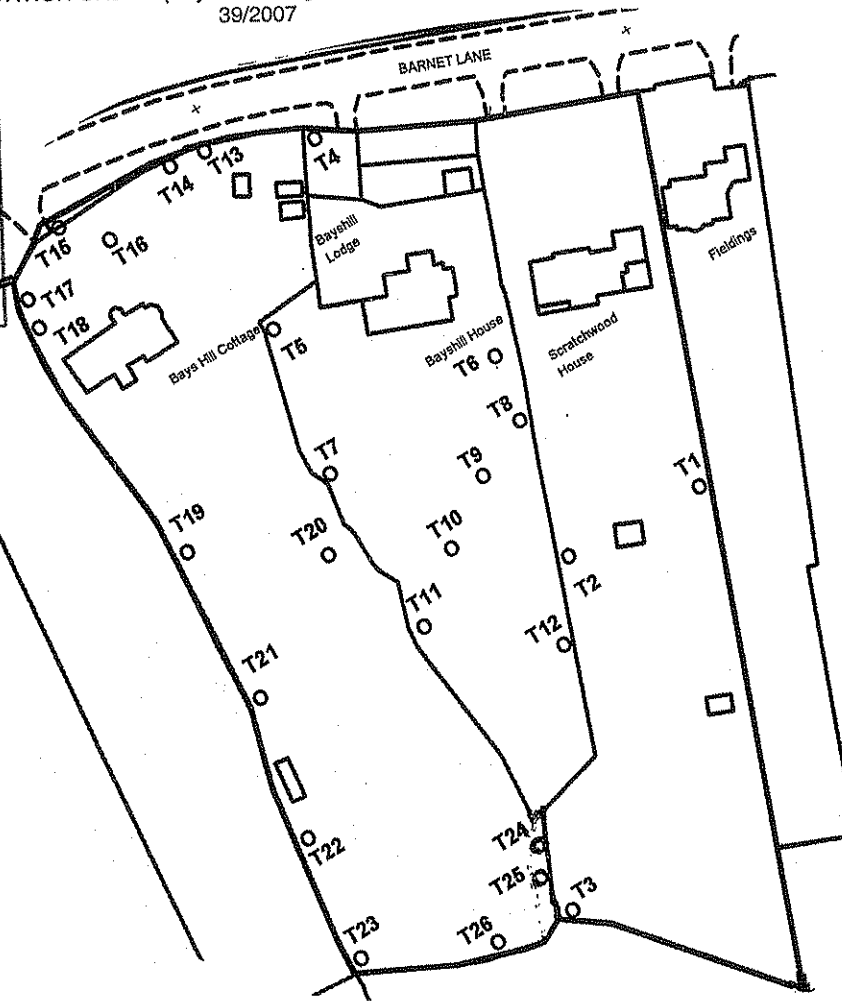 39/2007
BARNET LANE
T13
T4
T14
T15
T16
T17
T18
Bayshill
Lodge
Fieldings
Bays Hill Cottage
T5
Bayshill House
Scratchwood
House
T6
T8
T7
T9
T1
T19
T20
T10
T2
T11
T12
T21
T24
T22
T25
T3
T23
T26